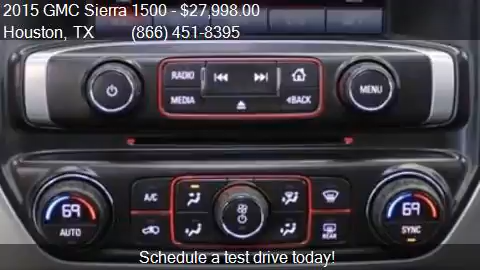 2015 GMC Sierra 1500 - $27,998.00
Houston, TX (866) 451-8395
RADIO
MEDIA
BACK
MENU
A/C
69
AUTO
REAR
69
SYNC
Schedule a test drive today!